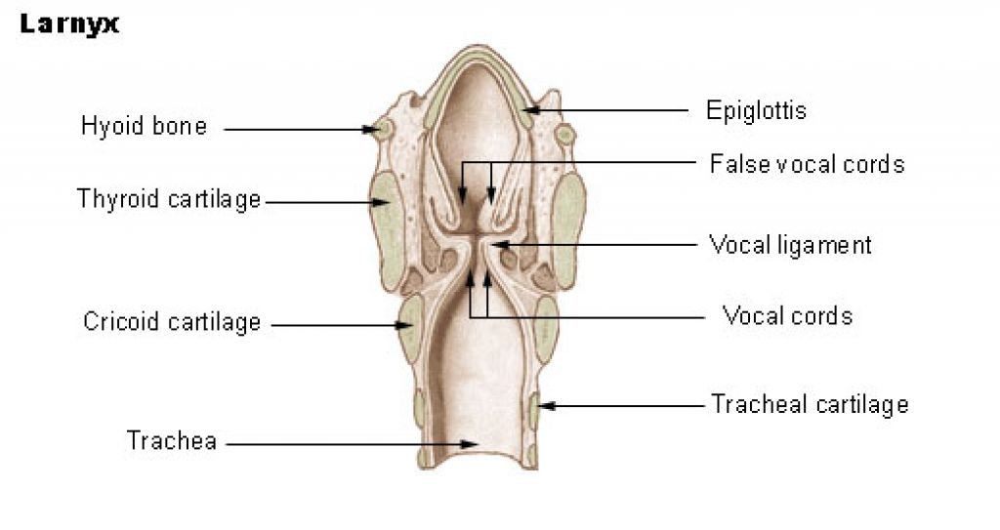 Larnyx
Hyoid bone
Epiglottis
False vocal cords
Thyroid cartilage
Vocal ligament
Cricoid cartilage
Vocal cords
Tracheal cartilage
Trachea